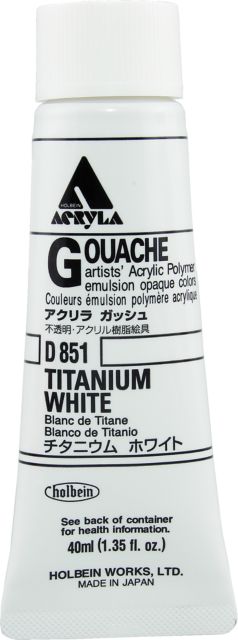 HOLBEIN
ACRYLA
GOUACHE
artists' Acrylic Polymer
emulsion opaque colors
Couleurs émulsion polymère acrylique
アクリラ ガッシュ
不透明・アクリル樹脂絵具
D 851
TITANIUM
WHITE
Blanc de Titane
Blanco de Titanio
チタニウム ホワイト
holbein
See back of container
for health information.
40ml (1.35 fl. oz.)
HOLBEIN WORKS, LTD.
MADE IN JAPAN